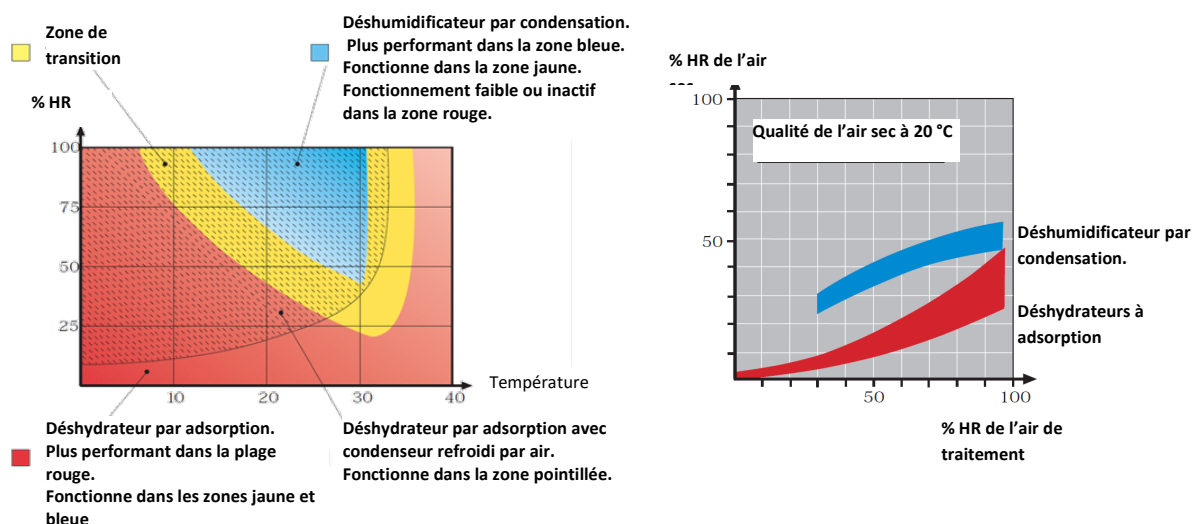 Zone de
transition
Déshumidificateur par condensation.
Plus performant dans la zone bleue.
Fonctionne dans la zone jaune.
Fonctionnement faible ou inactif
dans la zone rouge.
% HR
100
75
50
25
10
20
30
40
Température
Déshydrateur par adsorption.
Plus performant dans la plage
rouge.
Fonctionne dans les zones jaune et
bleue
Déshydrateur par adsorption avec
condenseur refroidi par air.
Fonctionne dans la zone pointillée.
% HR de l’air
100
Qualité de l’air sec à 20 °C
50
Déshumidificateur par
condensation.
Déshydrateurs à
adsorption
50
100
% HR de l’air de
traitement